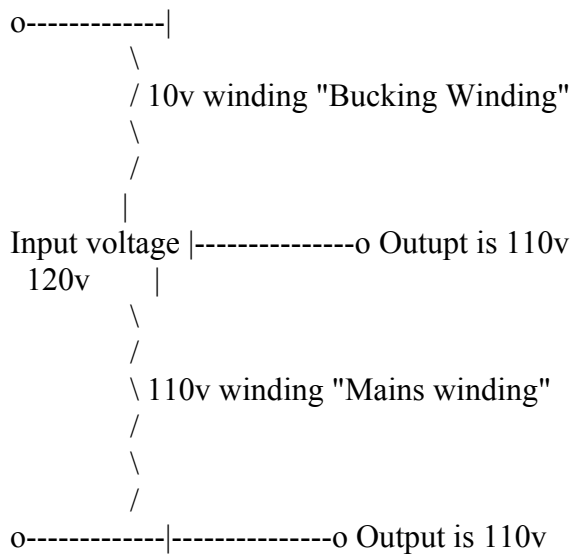 o-------------|
\
/ 10v winding "Bucking Winding"
\
/
|
Input voltage |---------------o Outupt is 110v
120v |
\
/
\ 110v winding "Mains winding"
/
\
/
o-------------|---------------o Output is 110v